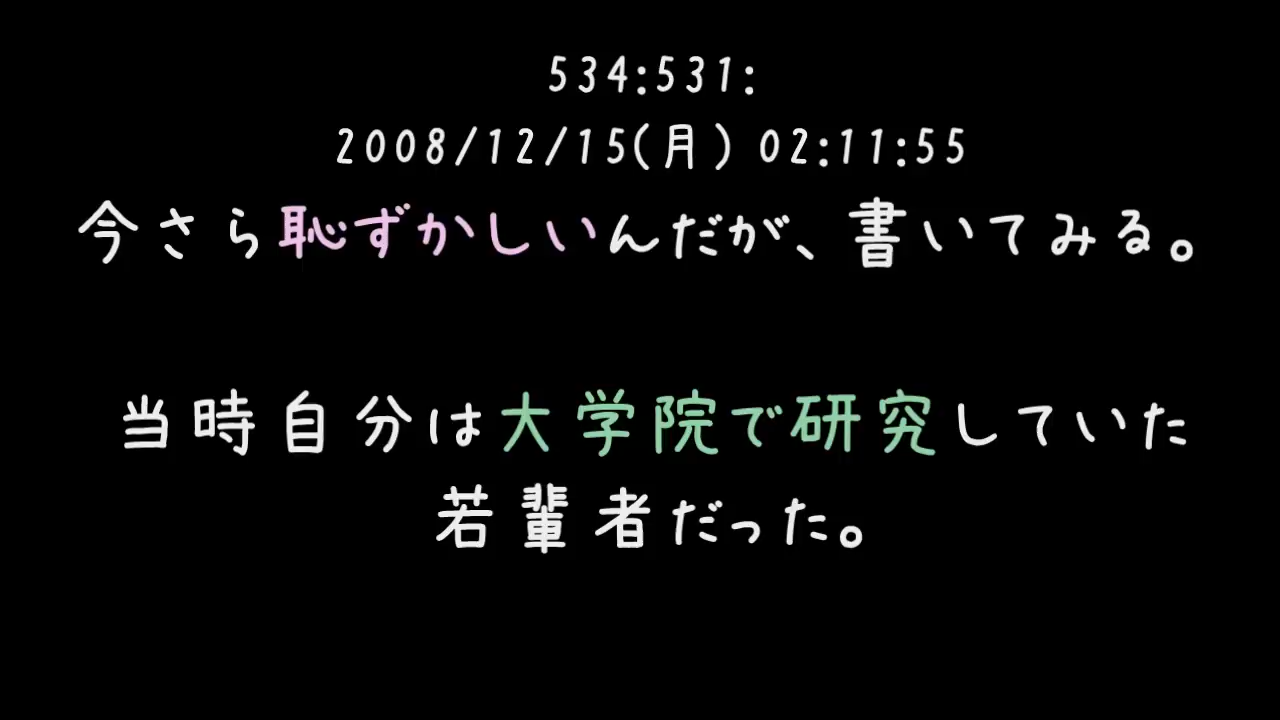 534:531:
2008/12/15(月) 02:11:55
今さら恥ずかしいんだが、書いてみる。
当時自分は大学院で研究していた
若輩者だった。